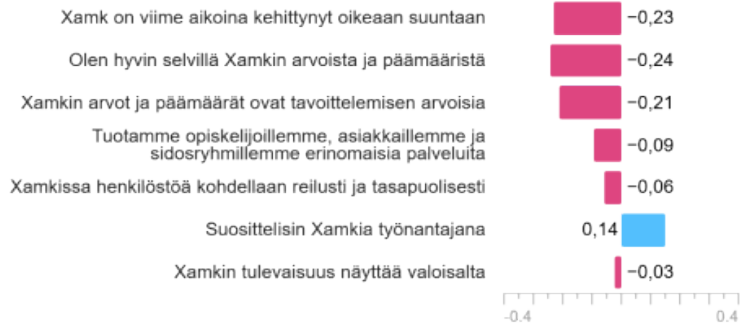 Xamk on viime aikoina kehittynyt oikeaan suuntaan −0,23
Olen hyvin selvillä Xamkin arvoista ja päämääristä −0,24
Xamkin arvot ja päämäärät ovat tavoittelemisen arvoisia −0,21
Tuotamme opiskelijoillemme, asiakkaillemme ja
sidosryhmillemme erinomaisia palveluita −0,09
Xamkissa henkilöstöä kohdellaan reilusti ja tasapuolisesti −0,06
Suosittelisin Xamkia työnantajana 0,14
Xamkin tulevaisuus näyttää valoisalta −0,03
-0.4 0.4